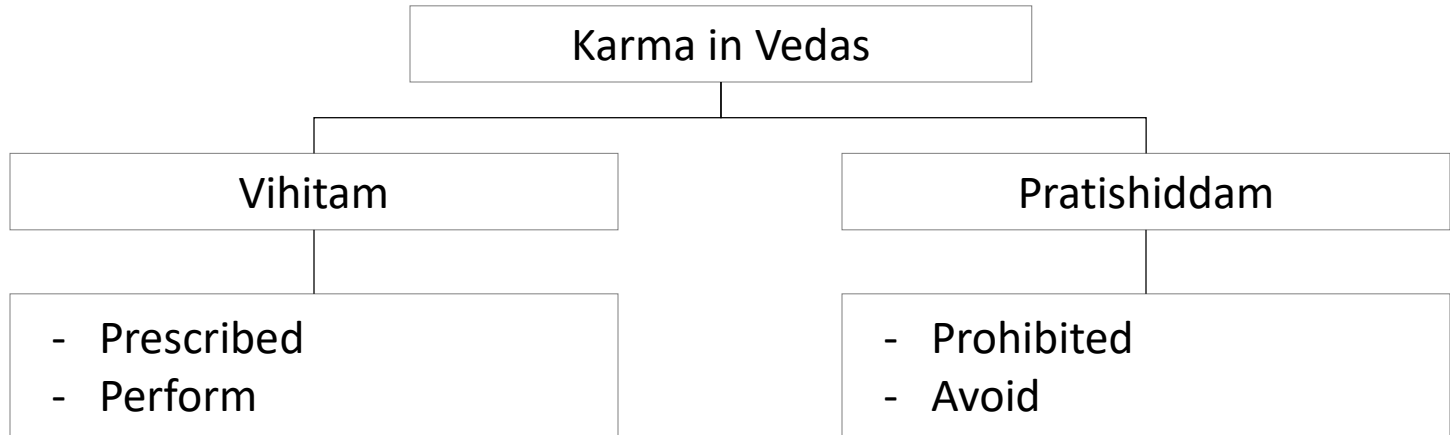 Karma in Vedas
Vihitam
Pratishiddam
- Prescribed
- Perform
- Prohibited
- Avoid